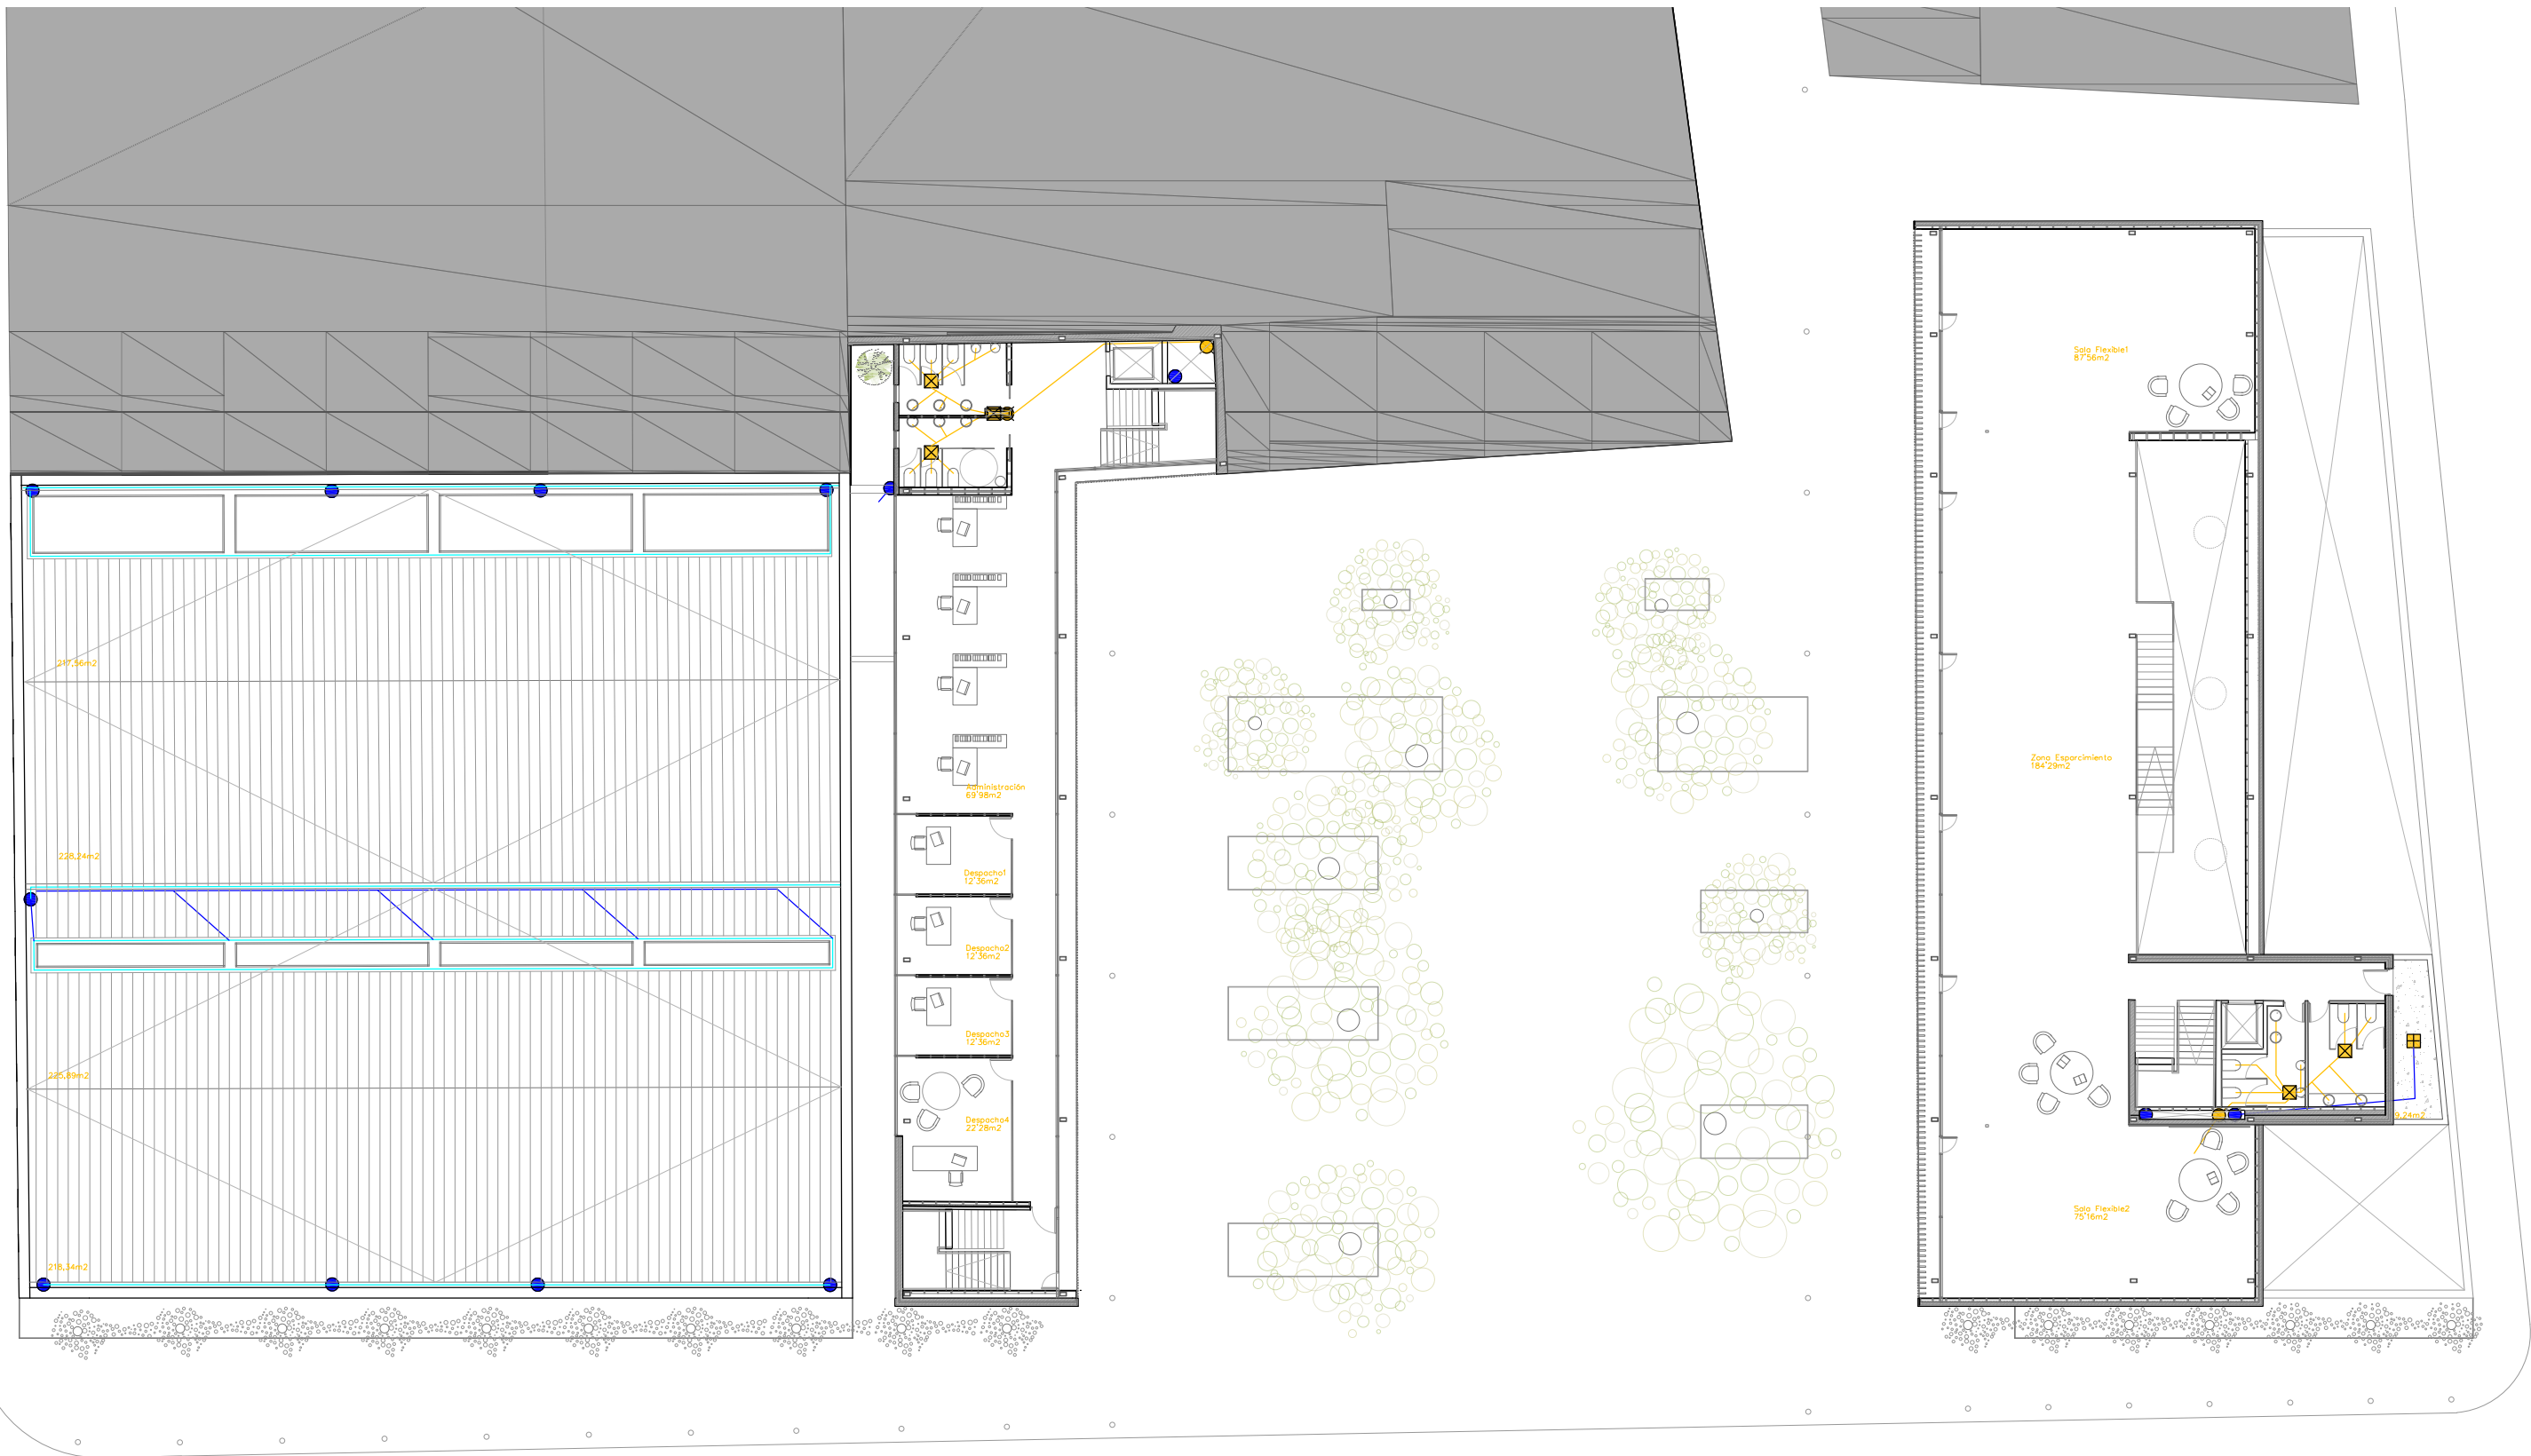 217,56m2
228,24m2
225,89m2
218,34m2
Administración
69'98m2
Despacho1
12'36m2
Despacho2
12'36m2
Despacho3
12'36m2
Despacho4
22'28m2
Sala Flexible1
87'56m2
Zona Esparcimiento
184'29m2
Sala Flexible2
75'16m2
9,24m2